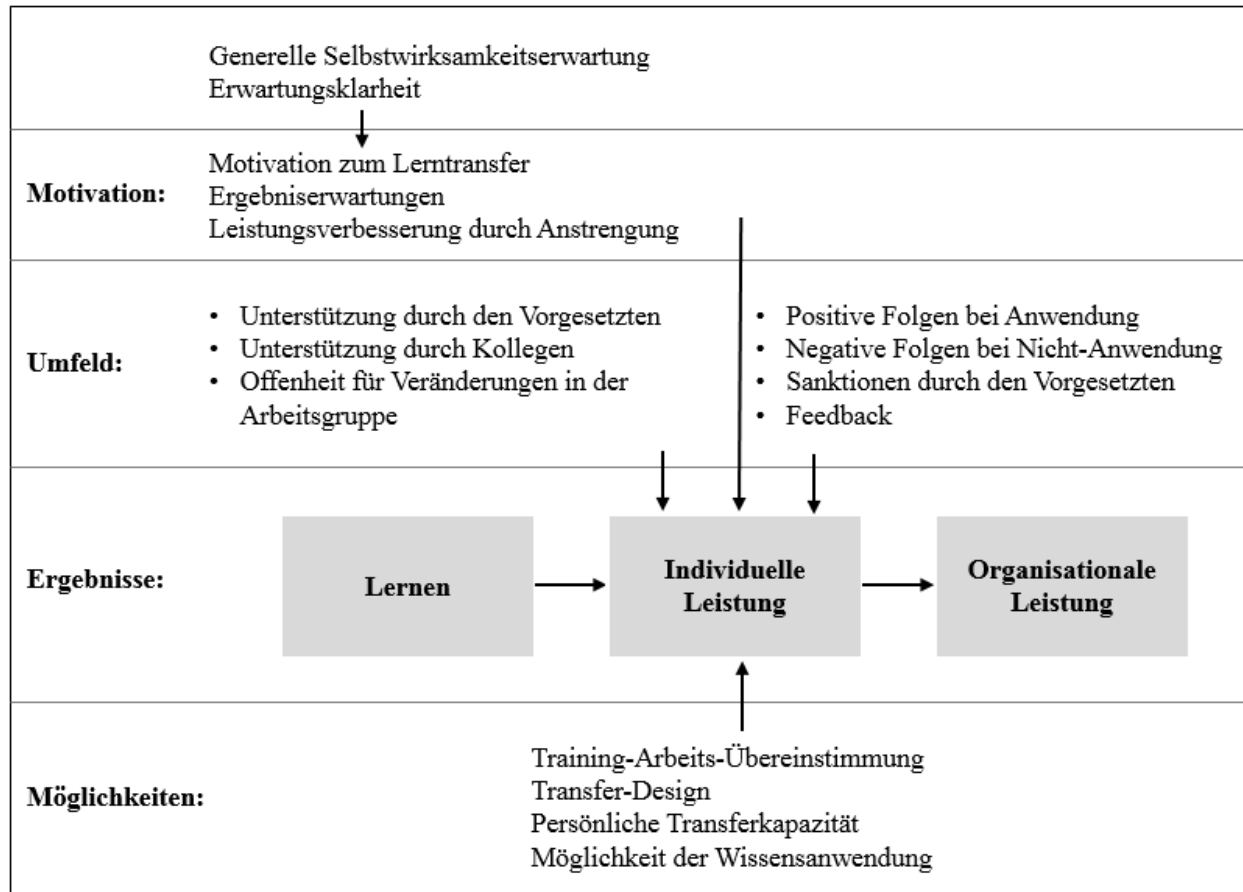 Generelle Selbstwirksamkeitserwartung
Erwartungsklarheit
Motivation:
Motivation zum Lerntransfer
Ergebniserwartungen
Leistungsverbesserung durch Anstrengung
Umfeld:
• Unterstützung durch den Vorgesetzten
• Unterstützung durch Kollegen
• Offenheit für Veränderungen in der
Arbeitsgruppe
• Positive Folgen bei Anwendung
• Negative Folgen bei Nicht-Anwendung
• Sanktionen durch den Vorgesetzten
• Feedback
Ergebnisse:
Lernen
Individuelle
Leistung
Organisationale
Leistung
Möglichkeiten:
Training-Arbeits-Übereinstimmung
Transfer-Design
Persönliche Transferkapazität
Möglichkeit der Wissensanwendung